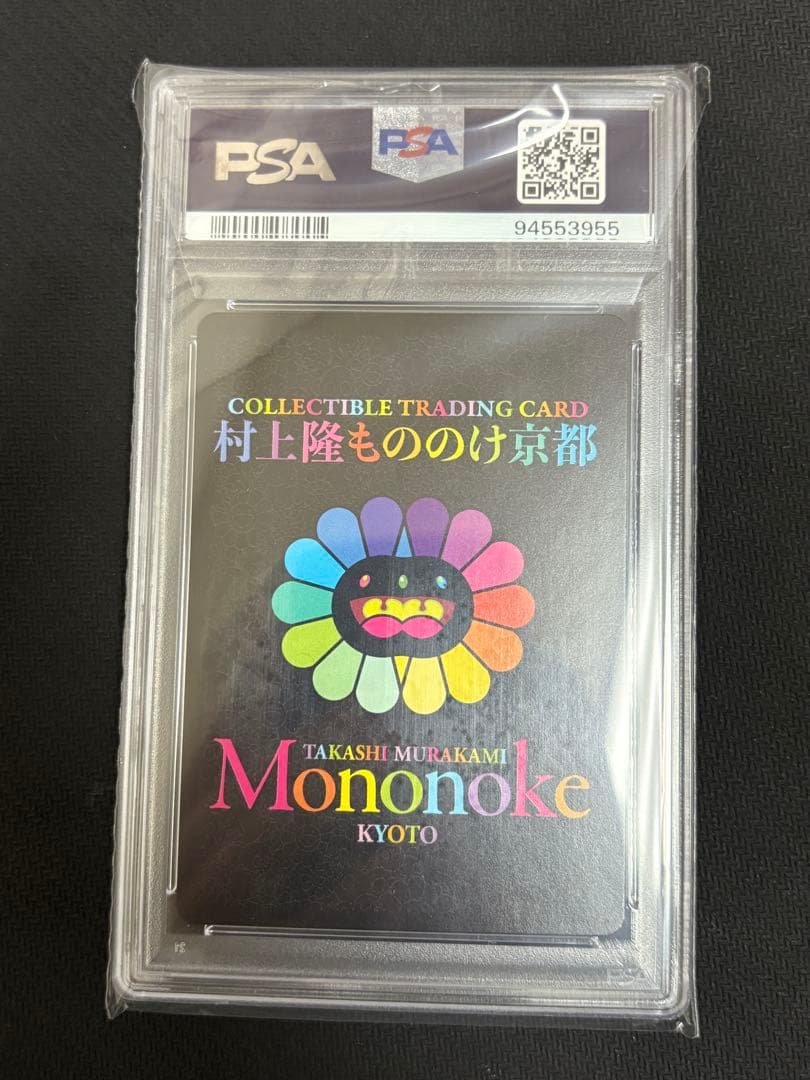 PSA
PSA
94553955
COLLECTIBLE TRADING CARD
村上隆もののけ京都
TAKASHI MURAKAMI
Mononoke
KYOTO
PSA